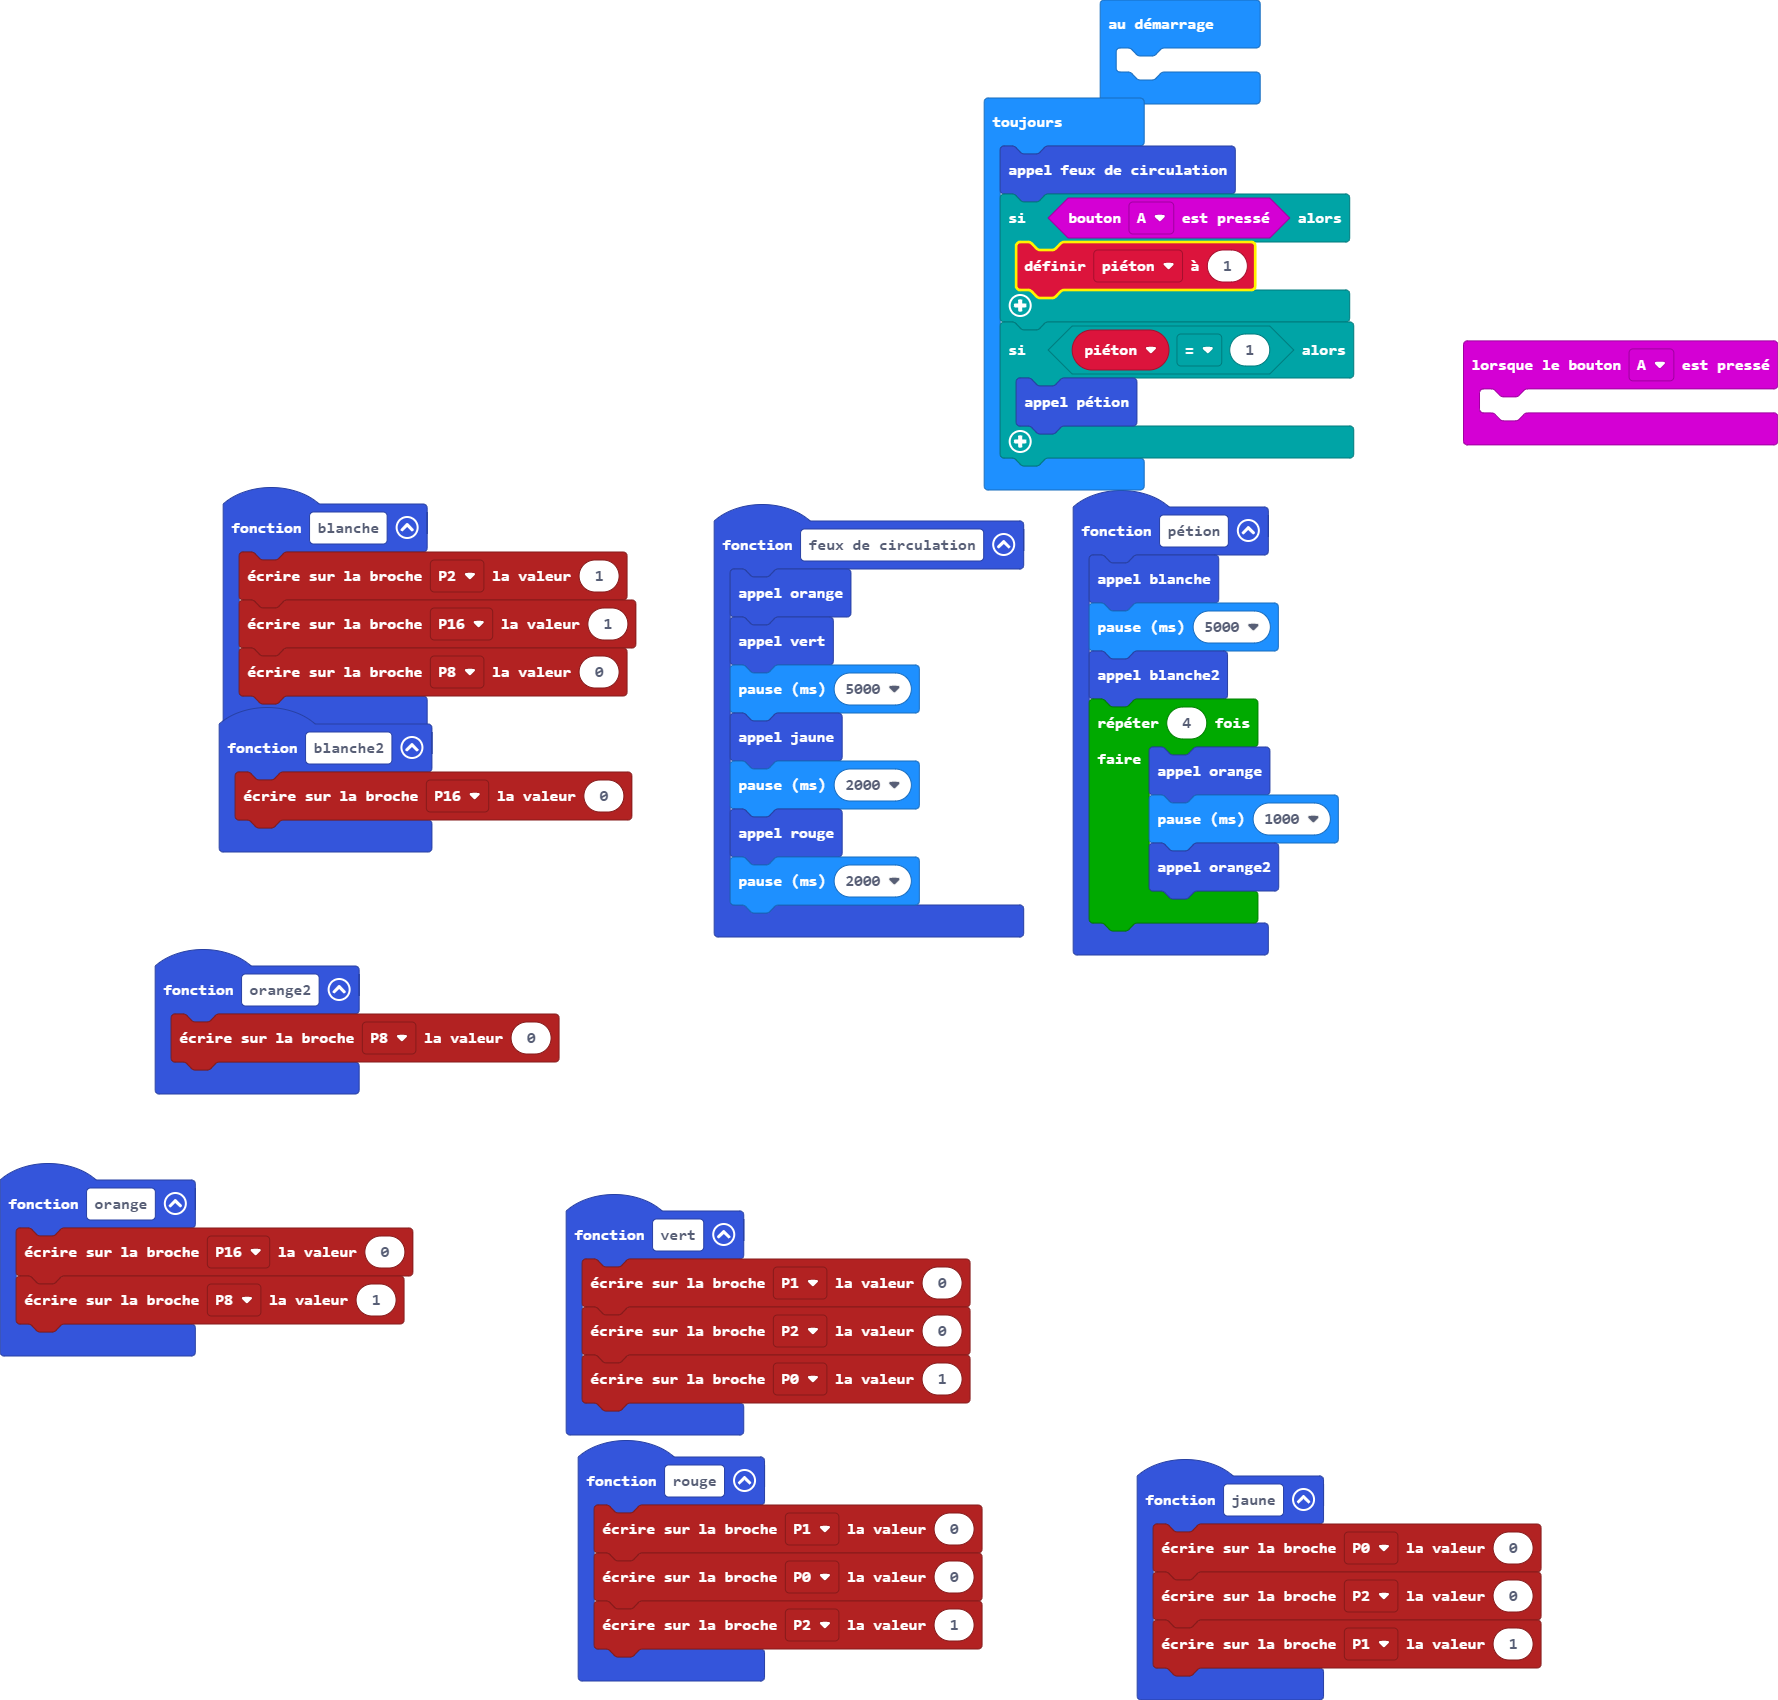 au démarrage
toujours
appel feux de circulation
si bouton A est pressé alors
définir piéton à 1
si piéton = 1 alors
appel pétion
lorsque le bouton A est pressé
fonction blanche
écrire sur la broche P2 la valeur 1
écrire sur la broche P16 la valeur 1
écrire sur la broche P8 la valeur 0
fonction blanche2
écrire sur la broche P16 la valeur 0
fonction feux de circulation
appel orange
appel vert
pause (ms) 5000
appel jaune
pause (ms) 2000
appel rouge
pause (ms) 2000
fonction pétion
appel blanche
pause (ms) 5000
appel blanche2
répéter 4 fois
faire appel orange
pause (ms) 1000
appel orange2
fonction orange2
écrire sur la broche P8 la valeur 0
fonction orange
écrire sur la broche P16 la valeur 0
écrire sur la broche P8 la valeur 1
fonction vert
écrire sur la broche P1 la valeur 0
écrire sur la broche P2 la valeur 0
écrire sur la broche P0 la valeur 1
fonction rouge
écrire sur la broche P1 la valeur 0
écrire sur la broche P0 la valeur 0
écrire sur la broche P2 la valeur 1
fonction jaune
écrire sur la broche P0 la valeur 0
écrire sur la broche P2 la valeur 0
écrire sur la broche P1 la valeur 1